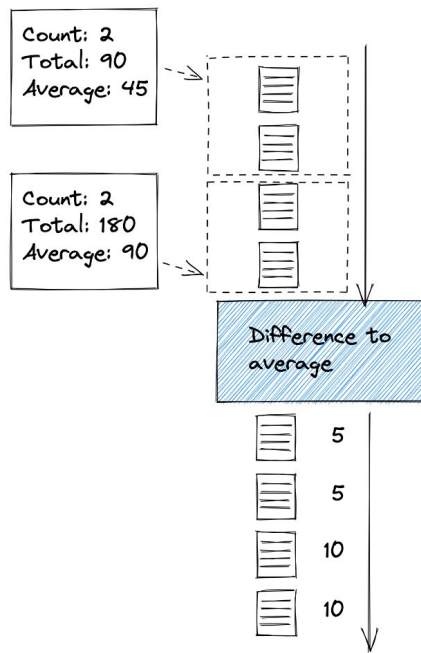 Count: 2
Total: 90
Average: 45
Count: 2
Total: 180
Average: 90
Difference to
average
5
5
10
10